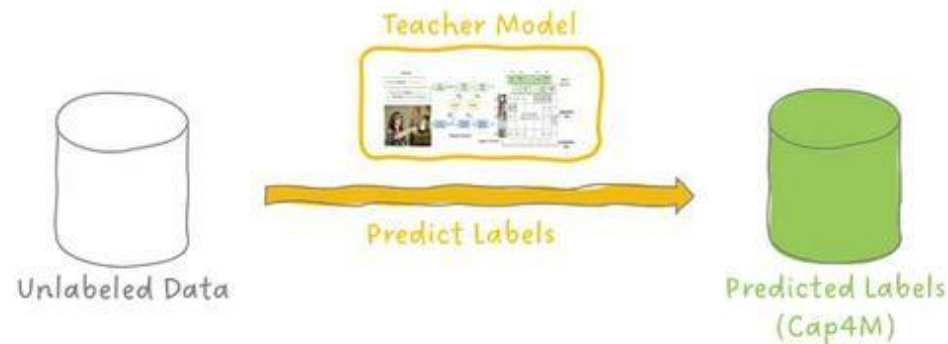 Teacher Model
Predict Labels
Unlabeled Data
Predicted Labels
(Cap4M)